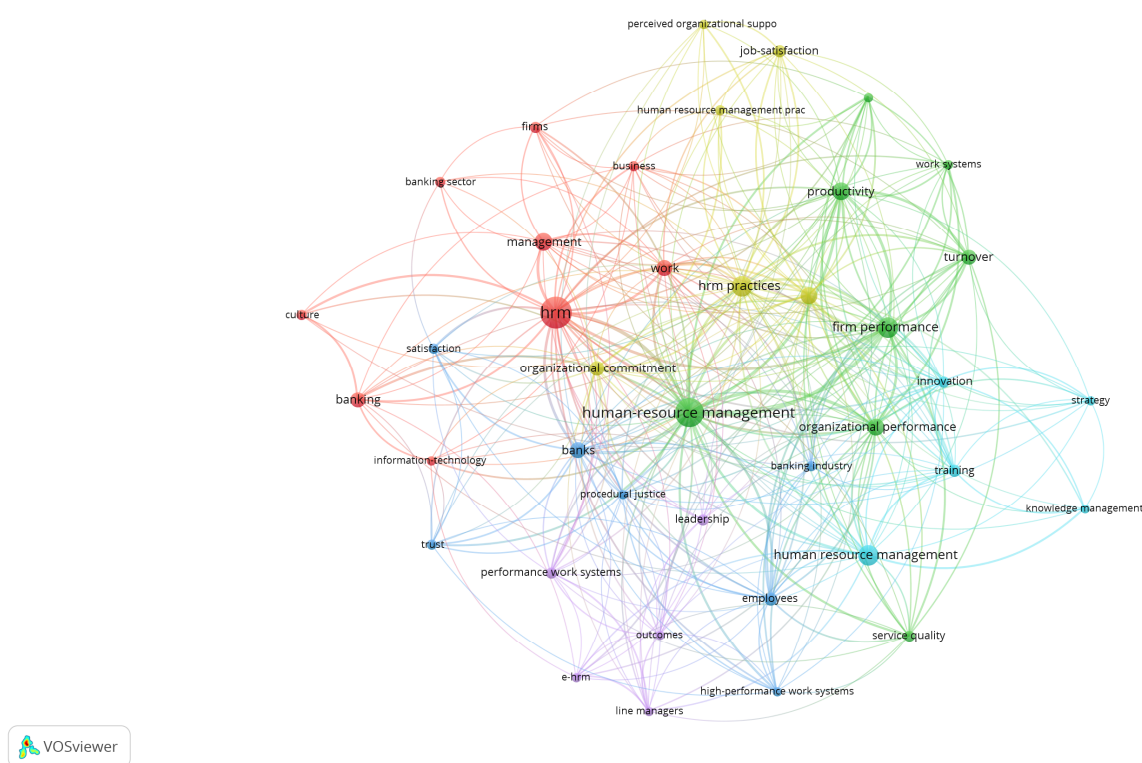 perceived organizational suppo
job-satisfaction
human resource management prac
firms
business
work systems
banking sector
productivity
management
turnover
work
hrm practices
hrm
culture
firm performance
satisfaction
organizational commitment
innovation
banking
strategy
human-resource management
organizational performance
banks
information-technology
banking industry
training
procedural justice
knowledge management
leadership
trust
human resource management
performance work systems
employees
outcomes
service quality
e-hrm
high-performance work systems
line managers
VOSviewer